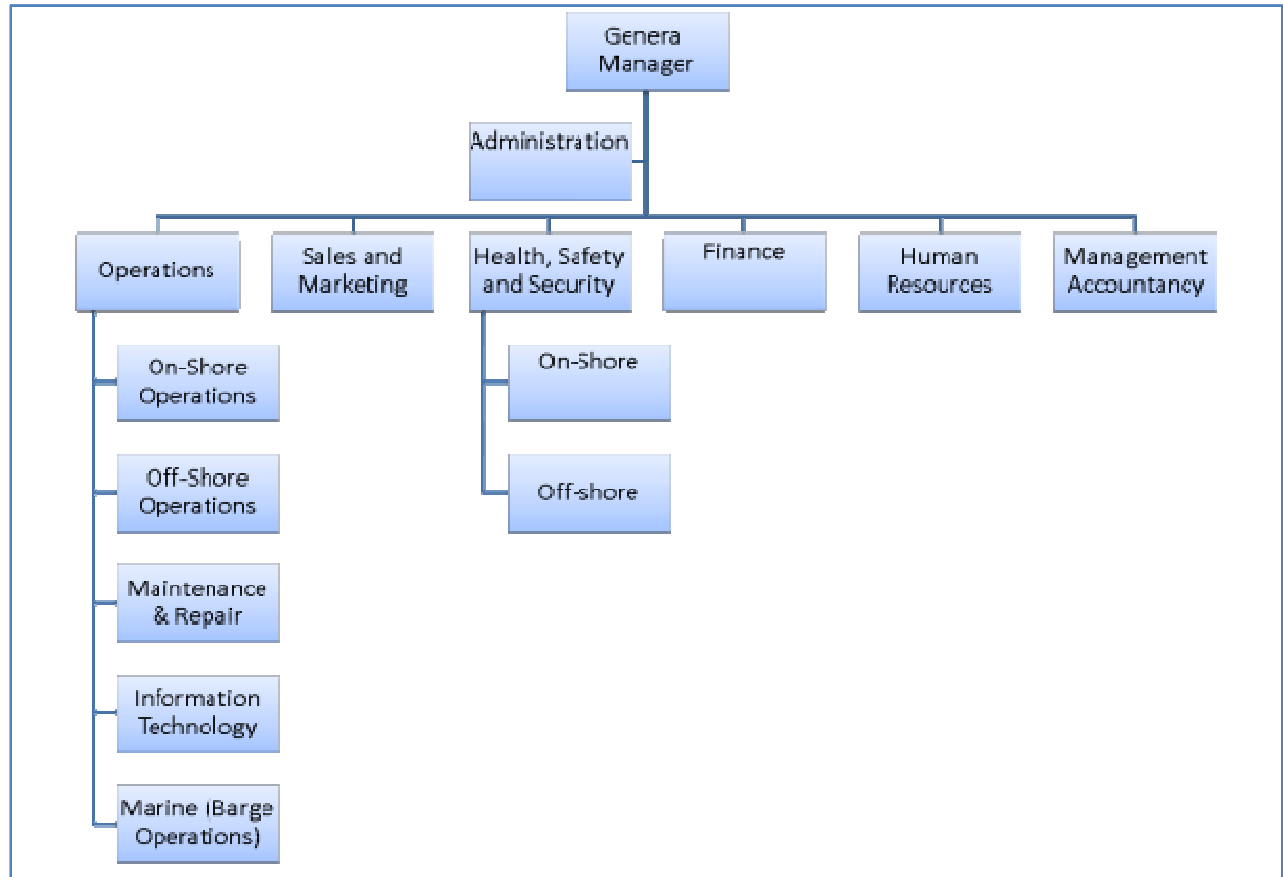 Genera
Manager
Administration
Operations
Sales and
Marketing
Health, Safety
and Security
Finance
Human
Resources
Management
Accountancy
On-Shore
Operations
Off-Shore
Operations
Maintenance
& Repair
Information
Technology
Marine (Barge
Operations)
On-Shore
Off-shore